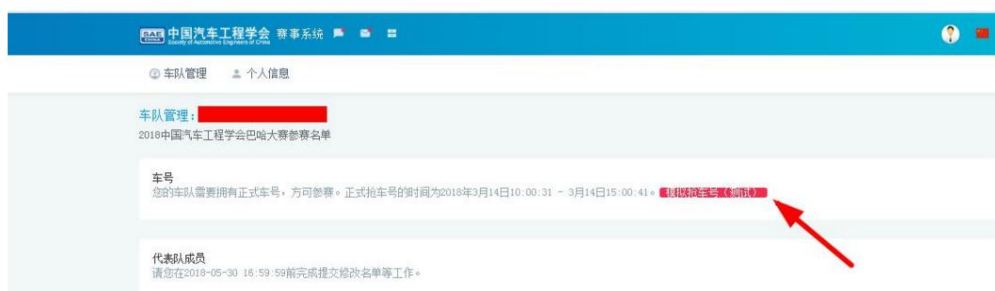 SAE 中国汽车工程学会 赛事系统
CHINA Society of Automotive Engineers of China
车队管理 个人信息
车队管理:
2018中国汽车工程学会巴哈大赛参赛名单
车号
您的车队需要拥有正式车号,方可参赛。正式抢车号的时间为2018年3月14日10:00:31 - 3月14日15:00:41。 模拟抢车号(测试)
代表队成员
请您在2018-05-30 16:59:59前完成提交修改名单等工作。